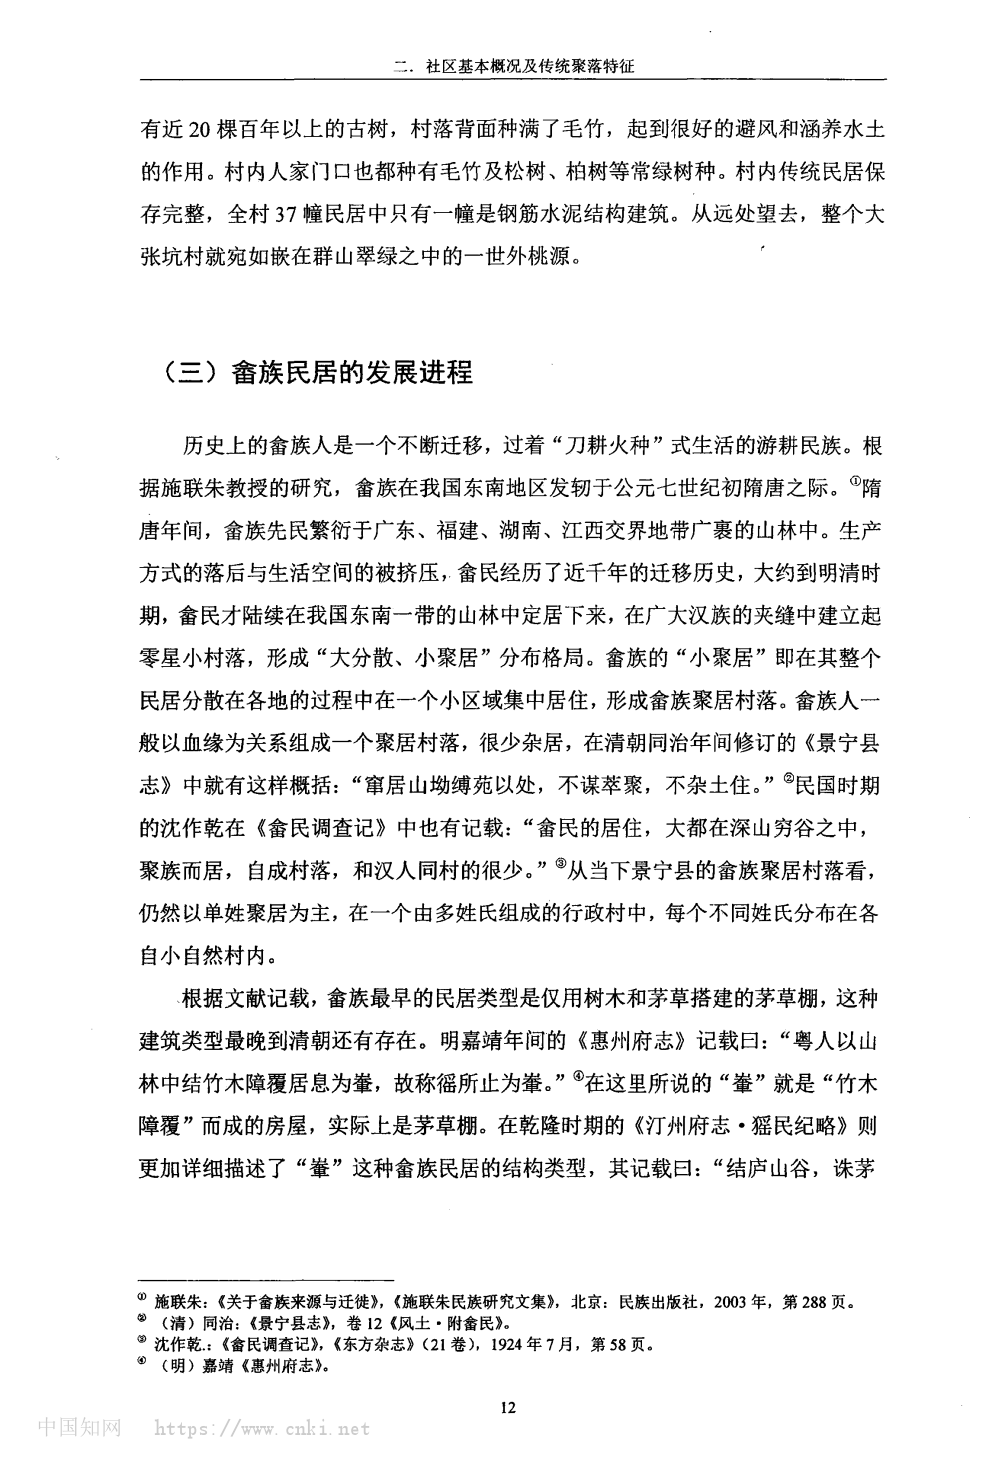 二．社区基本概况及传统聚落特征
有近 20 棵百年以上的古树，村落背面种满了毛竹，起到很好的避风和涵养水土
的作用。村内人家门口也都种有毛竹及松树、柏树等常绿树种。村内传统民居保
存完整，全村 37 幢民居中只有一幢是钢筋水泥结构建筑。从远处望去，整个大
张坑村就宛如嵌在群山翠绿之中的一世外桃源。
（三）畲族民居的发展进程
历史上的畲族人是一个不断迁移，过着“刀耕火种”式生活的游耕民族。根
据施联朱教授的研究，畲族在我国东南地区发轫于公元七世纪初隋唐之际。①隋
唐年间，畲族先民繁衍于广东、福建、湖南、江西交界地带广裹的山林中。生产
方式的落后与生活空间的被挤压，畲民经历了近千年的迁移历史，大约到明清时
期，畲民才陆续在我国东南一带的山林中定居下来，在广大汉族的夹缝中建立起
零星小村落，形成“大分散、小聚居”分布格局。畲族的“小聚居”即在其整个
民居分散在各地的过程中在一个小区域集中居住，形成畲族聚居村落。畲族人一
般以血缘为关系组成一个聚居村落，很少杂居，在清朝同治年间修订的《景宁县
志》中就有这样概括：“窜居山坳缚苑以处，不谋萃聚，不杂土住。”②民国时期
的沈作乾在《畲民调查记》中也有记载：“畲民的居住，大都在深山穷谷之中，
聚族而居，自成村落，和汉人同村的很少。”③从当下景宁县的畲族聚居村落看，
仍然以单姓聚居为主，在一个由多姓氏组成的行政村中，每个不同姓氏分布在各
自小自然村内。
根据文献记载，畲族最早的民居类型是仅用树木和茅草搭建的茅草棚，这种
建筑类型最晚到清朝还有存在。明嘉靖年间的《惠州府志》记载曰：“粤人以山
林中结竹木障覆居息为輋，故称徭所止为輋。”④在这里所说的“輋”就是“竹木
障覆”而成的房屋，实际上是茅草棚。在乾隆时期的《汀州府志·猺民纪略》则
更加详细描述了“輋”这种畲族民居的结构类型，其记载曰：“结庐山谷，诛茅
① 施联朱：《关于畲族来源与迁徙》，《施联朱民族研究文集》，北京：民族出版社，2003 年，第 288 页。
② （清）同治：《景宁县志》，卷 12《风土·附畲民》。
③ 沈作乾.：《畲民调查记》，《东方杂志》（21 卷），1924 年 7 月，第 58 页。
④ （明）嘉靖《惠州府志》。
12
中国知网 https://www.cnki.net